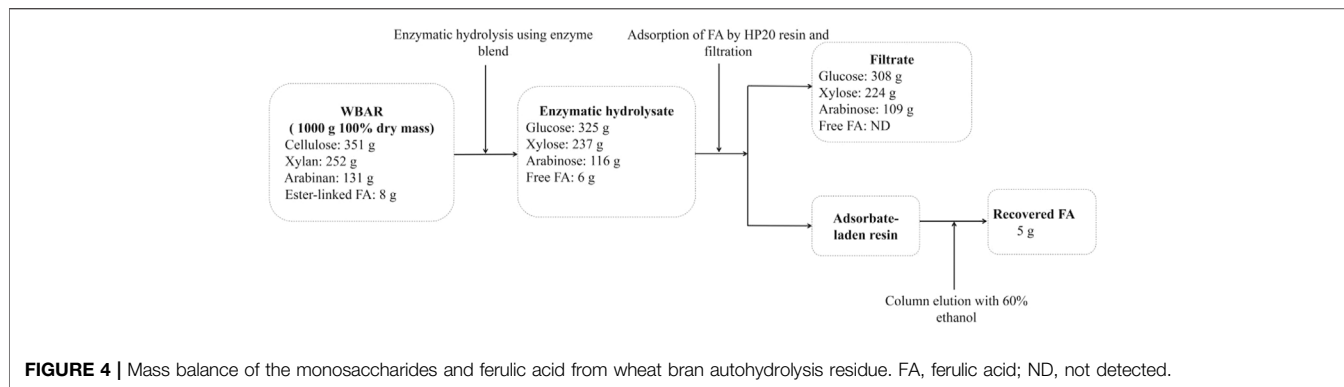 Enzymatic hydrolysis using enzyme
blend
Adsorption of FA by HP20 resin and
filtration
WBAR
( 1000 g 100% dry mass)
Cellulose: 351 g
Xylan: 252 g
Arabinan: 131 g
Ester-linked FA: 8 g
Enzymatic hydrolysate
Glucose: 325 g
Xylose: 237 g
Arabinose: 116 g
Free FA: 6 g
Filtrate
Glucose: 308 g
Xylose: 224 g
Arabinose: 109 g
Free FA: ND
Adsorbate-
laden resin
Recovered FA
5 g
Column elution with 60%
ethanol
FIGURE 4 | Mass balance of the monosaccharides and ferulic acid from wheat bran autohydrolysis residue. FA, ferulic acid; ND, not detected.